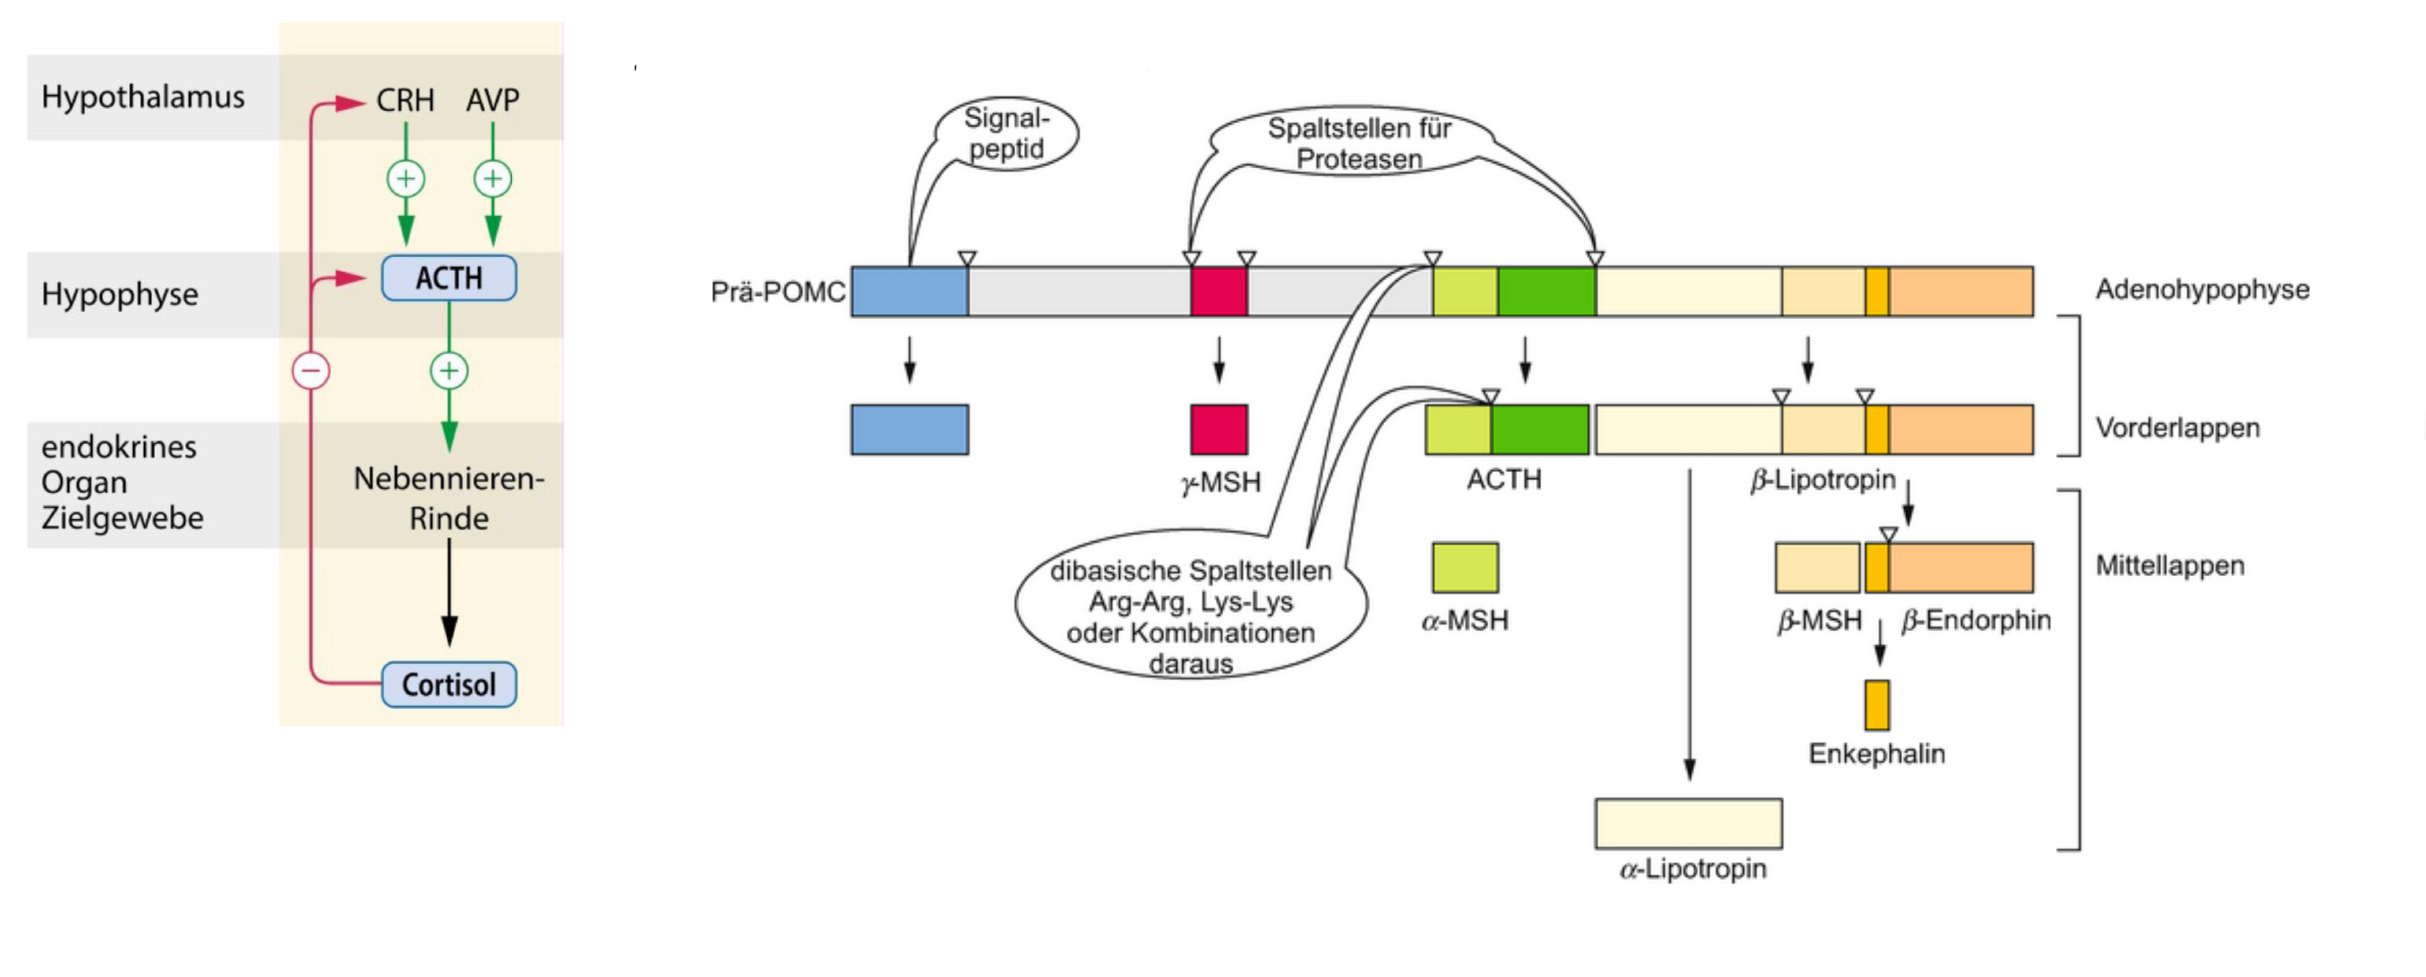 Hypothalamus
CRH AVP
+ +
Hypophyse
ACTH
− +
endokrines
Organ
Zielgewebe
Nebennieren-
Rinde
Cortisol
Signal-
peptid
Spaltstellen für
Proteasen
Prä-POMC
Adenohypophyse
Vorderlappen
γ-MSH
ACTH
β-Lipotropin
dibasische Spaltstellen
Arg-Arg, Lys-Lys
oder Kombinationen
daraus
Mittellappen
α-MSH
β-MSH
β-Endorphin
Enkephalin
α-Lipotropin